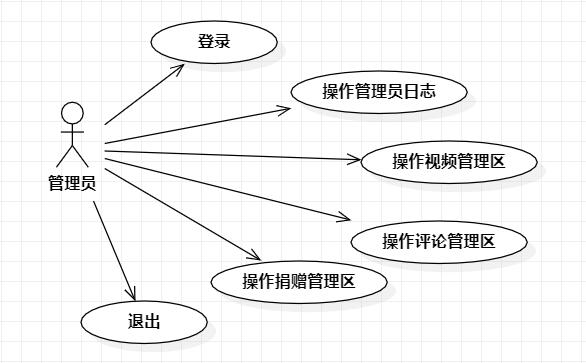 登录
操作管理员日志
操作视频管理区
管理员
操作评论管理区
操作捐赠管理区
退出